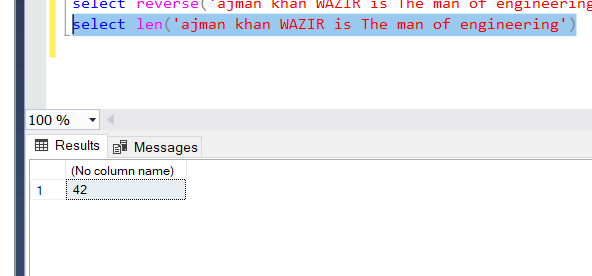 select reverse('ajman khan WAZIR is The man of engineering
select len('ajman khan WAZIR is The man of engineering')
100 %
Results Messages
(No column name)
1 42